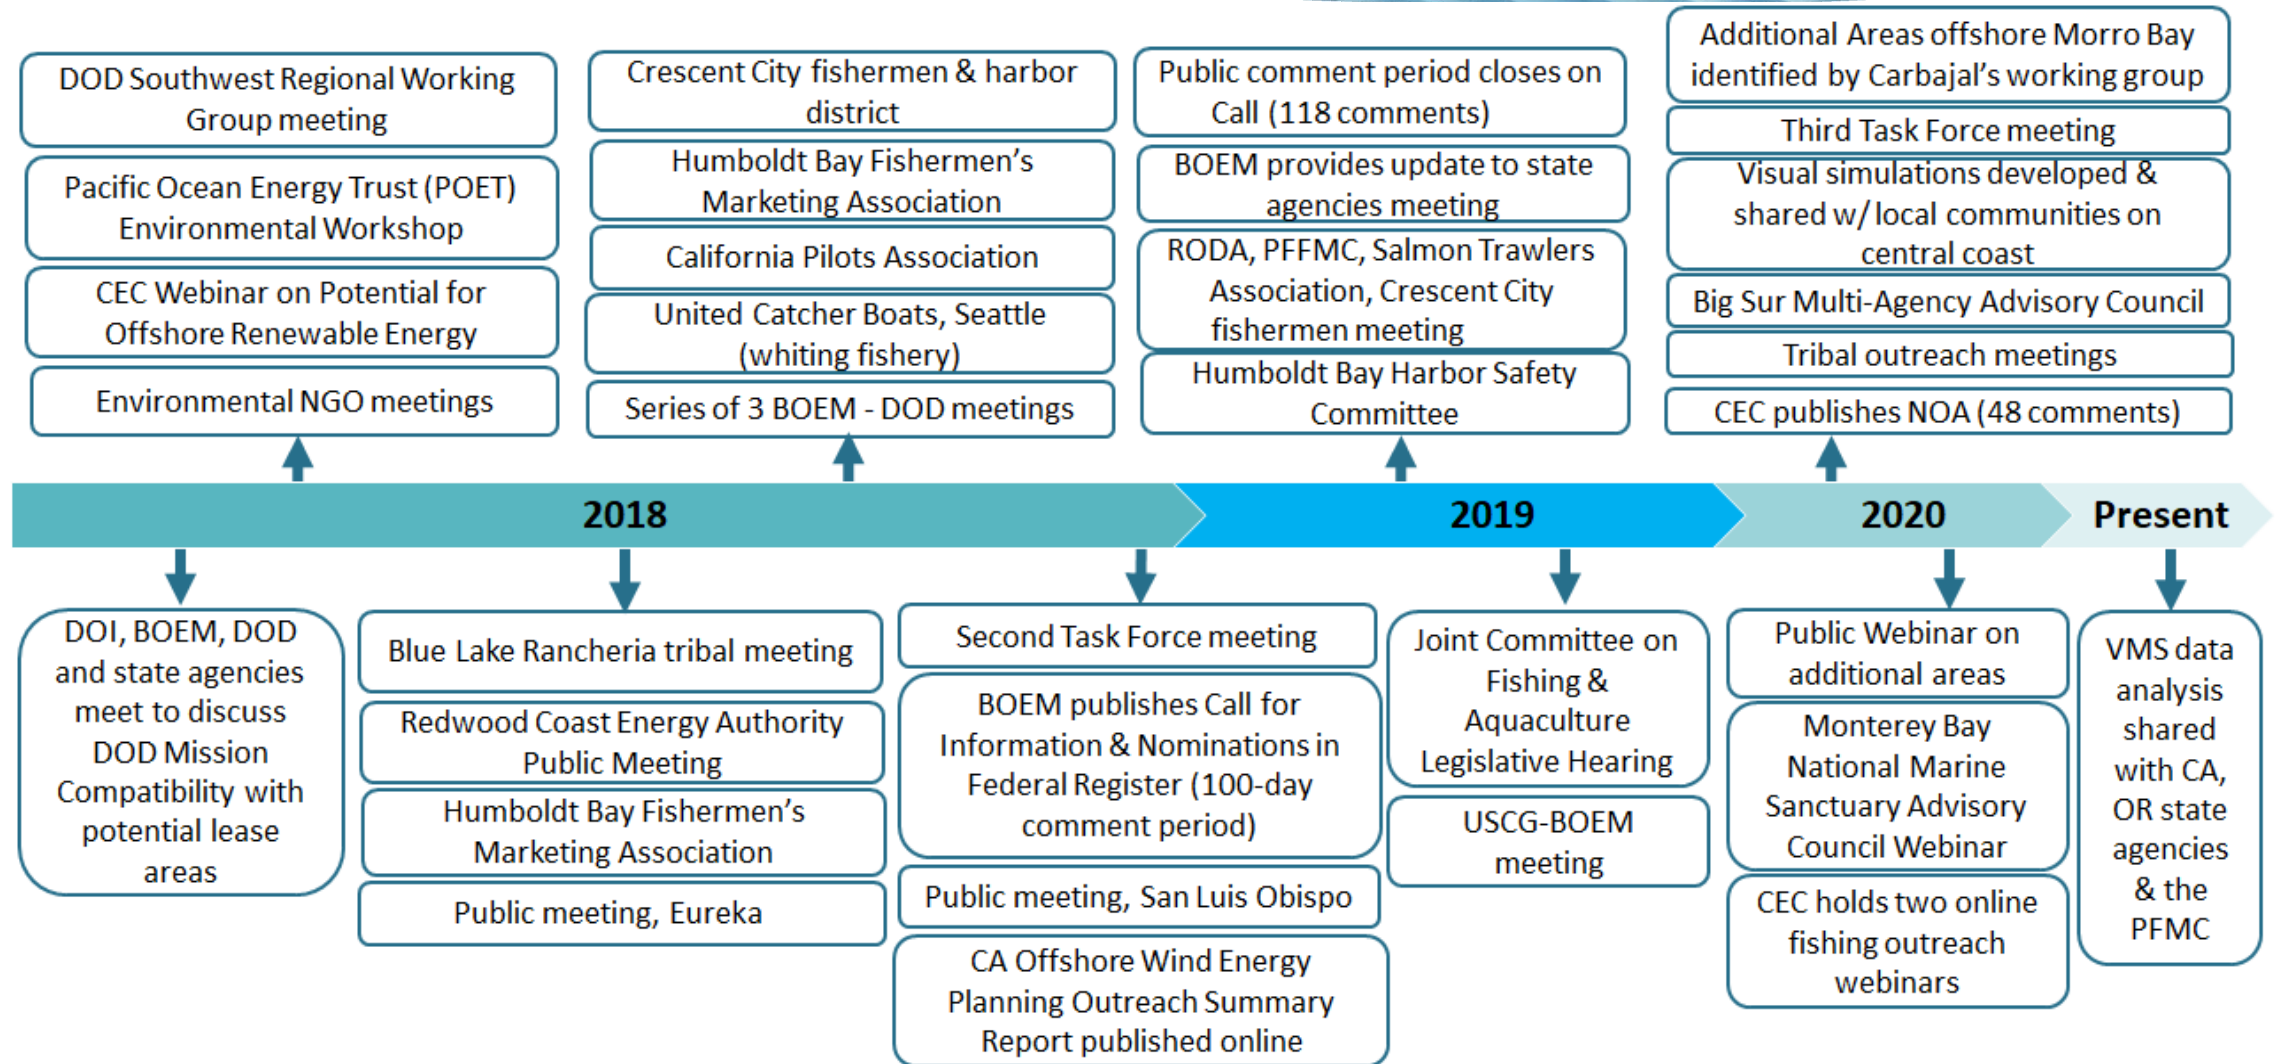 DOD Southwest Regional Working
Group meeting
Pacific Ocean Energy Trust (POET)
Environmental Workshop
CEC Webinar on Potential for
Offshore Renewable Energy
Environmental NGO meetings
Crescent City fishermen & harbor
district
Humboldt Bay Fishermen's
Marketing Association
California Pilots Association
United Catcher Boats, Seattle
(whiting fishery)
Series of 3 BOEM - DOD meetings
Public comment period closes on
Call (118 comments)
BOEM provides update to state
agencies meeting
RODA, PFFMC, Salmon Trawlers
Association, Crescent City
fishermen meeting
Humboldt Bay Harbor Safety
Committee
Additional Areas offshore Morro Bay
identified by Carbajal's working group
Third Task Force meeting
Visual simulations developed &
shared w/ local communities on
central coast
Big Sur Multi-Agency Advisory Council
Tribal outreach meetings
CEC publishes NOA (48 comments)
2018
2019
2020
Present
DOI, BOEM, DOD
and state agencies
meet to discuss
DOD Mission
Compatibility with
potential lease
areas
Blue Lake Rancheria tribal meeting
Redwood Coast Energy Authority
Public Meeting
Humboldt Bay Fishermen's
Marketing Association
Public meeting, Eureka
Second Task Force meeting
BOEM publishes Call for
Information & Nominations in
Federal Register (100-day
comment period)
Public meeting, San Luis Obispo
CA Offshore Wind Energy
Planning Outreach Summary
Report published online
Joint Committee on
Fishing &
Aquaculture
Legislative Hearing
USCG-BOEM
meeting
Public Webinar on
additional areas
Monterey Bay
National Marine
Sanctuary Advisory
Council Webinar
CEC holds two online
fishing outreach
webinars
VMS data
analysis
shared
with CA,
OR state
agencies
& the
PFMC